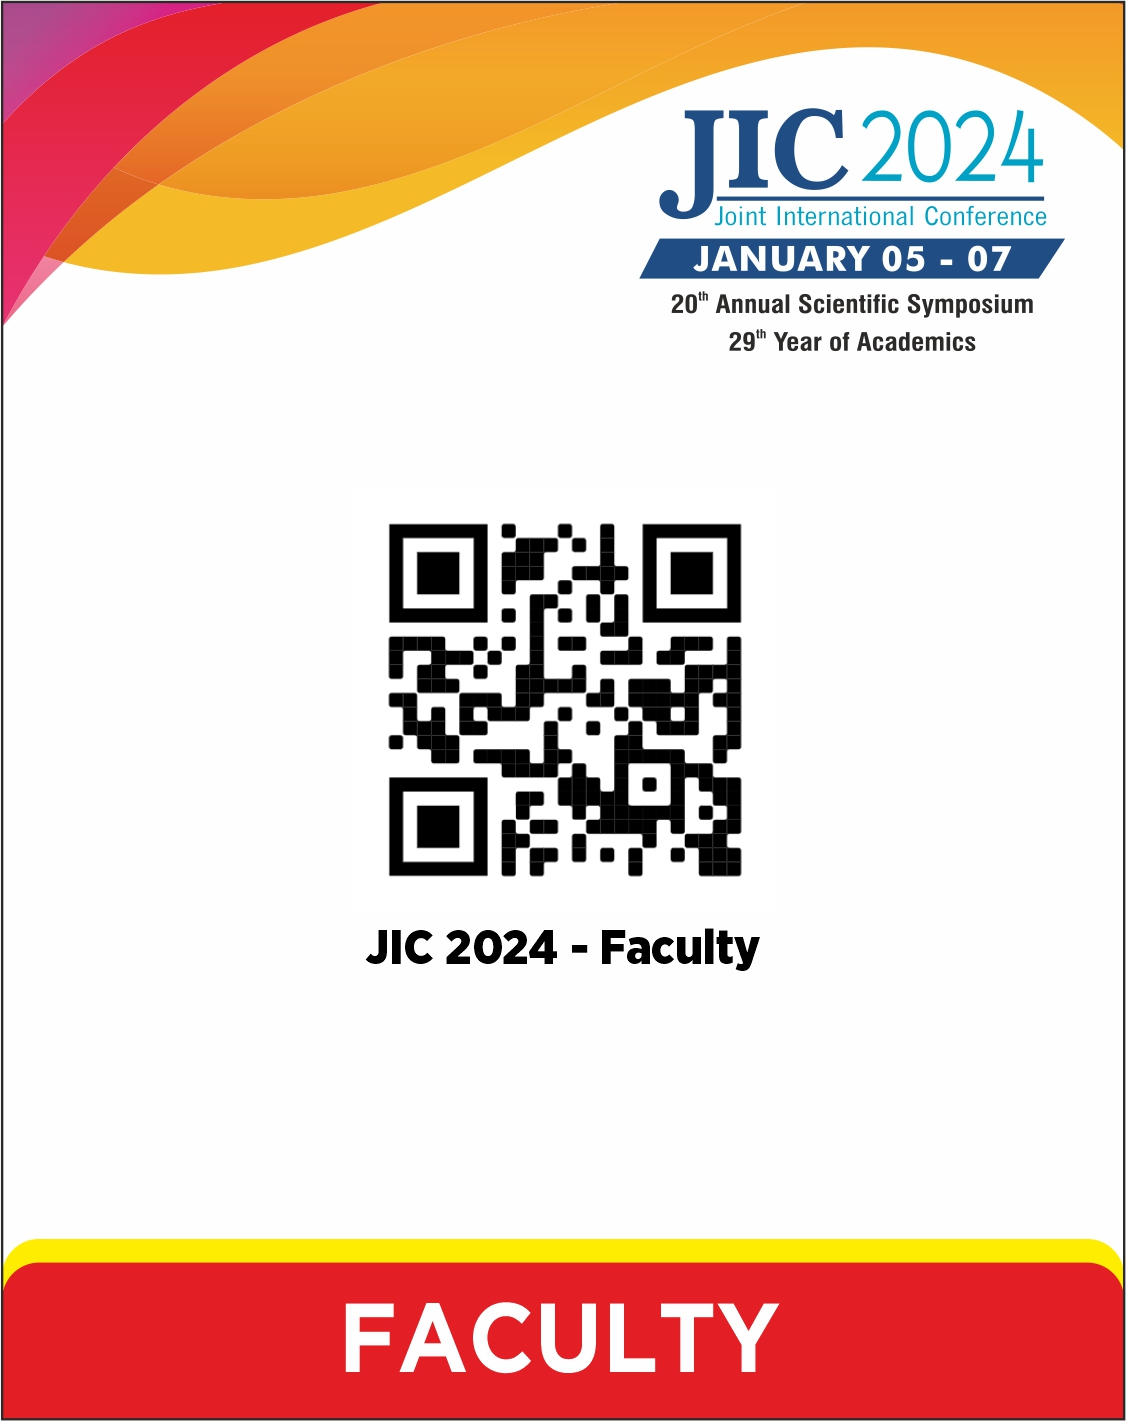 JIC 2024
Joint International Conference
JANUARY 05 - 07
20th Annual Scientific Symposium
29th Year of Academics
JIC 2024 - Faculty
FACULTY